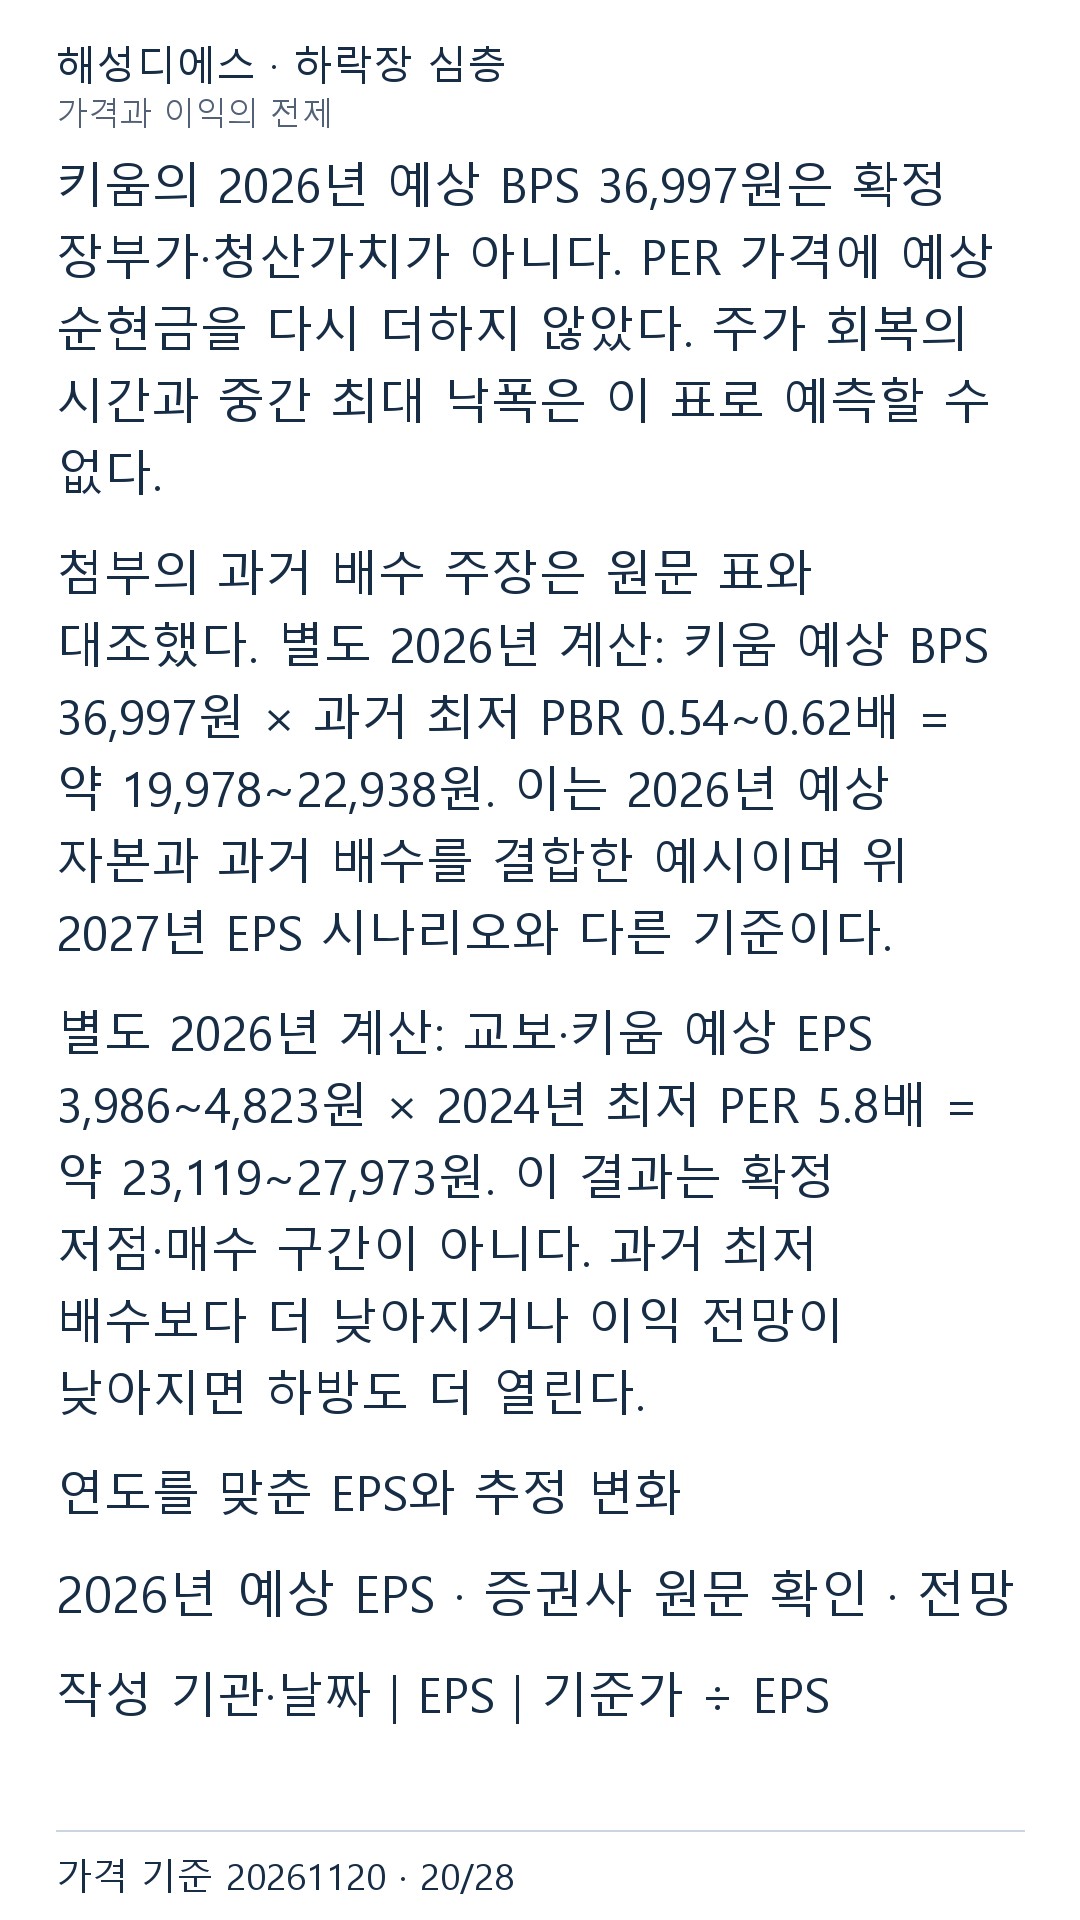 해성디에스 · 하락장 심층
가격과 이익의 전제
키움의 2026년 예상 BPS 36,997원은 확정
장부가·청산가치가 아니다. PER 가격에 예상
순현금을 다시 더하지 않았다. 주가 회복의
시간과 중간 최대 낙폭은 이 표로 예측할 수
없다.
첨부의 과거 배수 주장은 원문 표와
대조했다. 별도 2026년 계산: 키움 예상 BPS
36,997원 × 과거 최저 PBR 0.54~0.62배 =
약 19,978~22,938원. 이는 2026년 예상
자본과 과거 배수를 결합한 예시이며 위
2027년 EPS 시나리오와 다른 기준이다.
별도 2026년 계산: 교보·키움 예상 EPS
3,986~4,823원 × 2024년 최저 PER 5.8배 =
약 23,119~27,973원. 이 결과는 확정
저점·매수 구간이 아니다. 과거 최저
배수보다 더 낮아지거나 이익 전망이
낮아지면 하방도 더 열린다.
연도를 맞춘 EPS와 추정 변화
2026년 예상 EPS · 증권사 원문 확인 · 전망
작성 기관·날짜 | EPS | 기준가 ÷ EPS
가격 기준 20261120 · 20/28